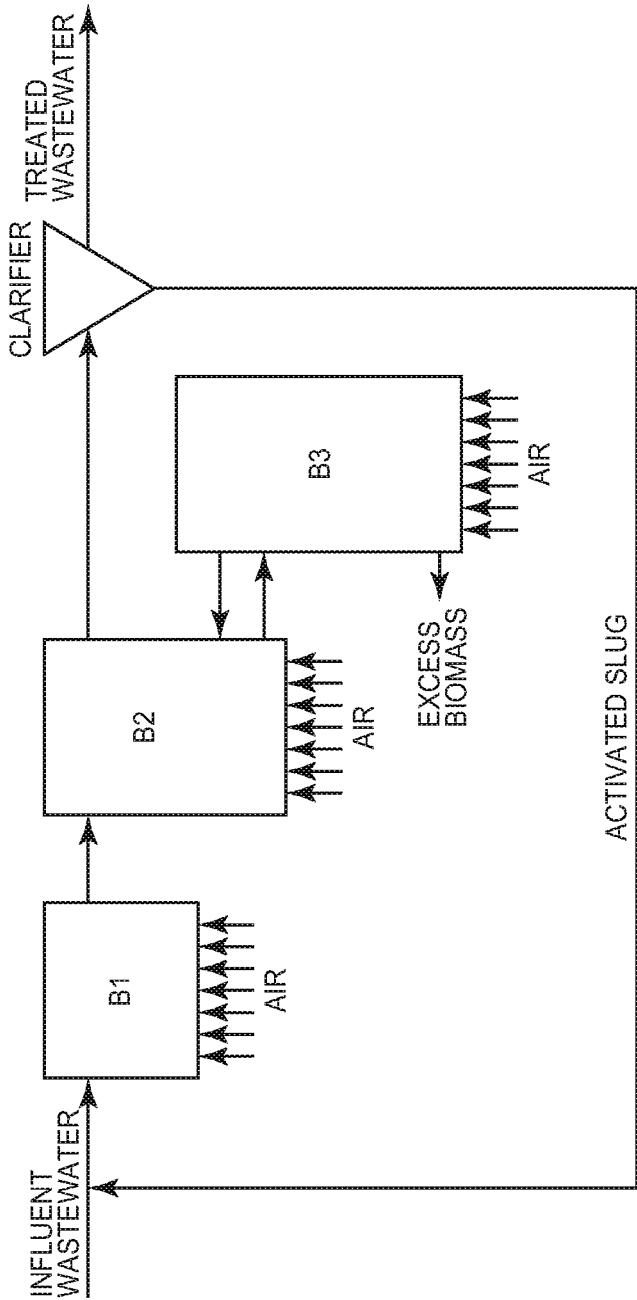 INFLUENT
WASTEWATER
B1
AIR
B2
AIR
B3
AIR
EXCESS
BIOMASS
CLARIFIER
TREATED
WASTEWATER
ACTIVATED SLUG